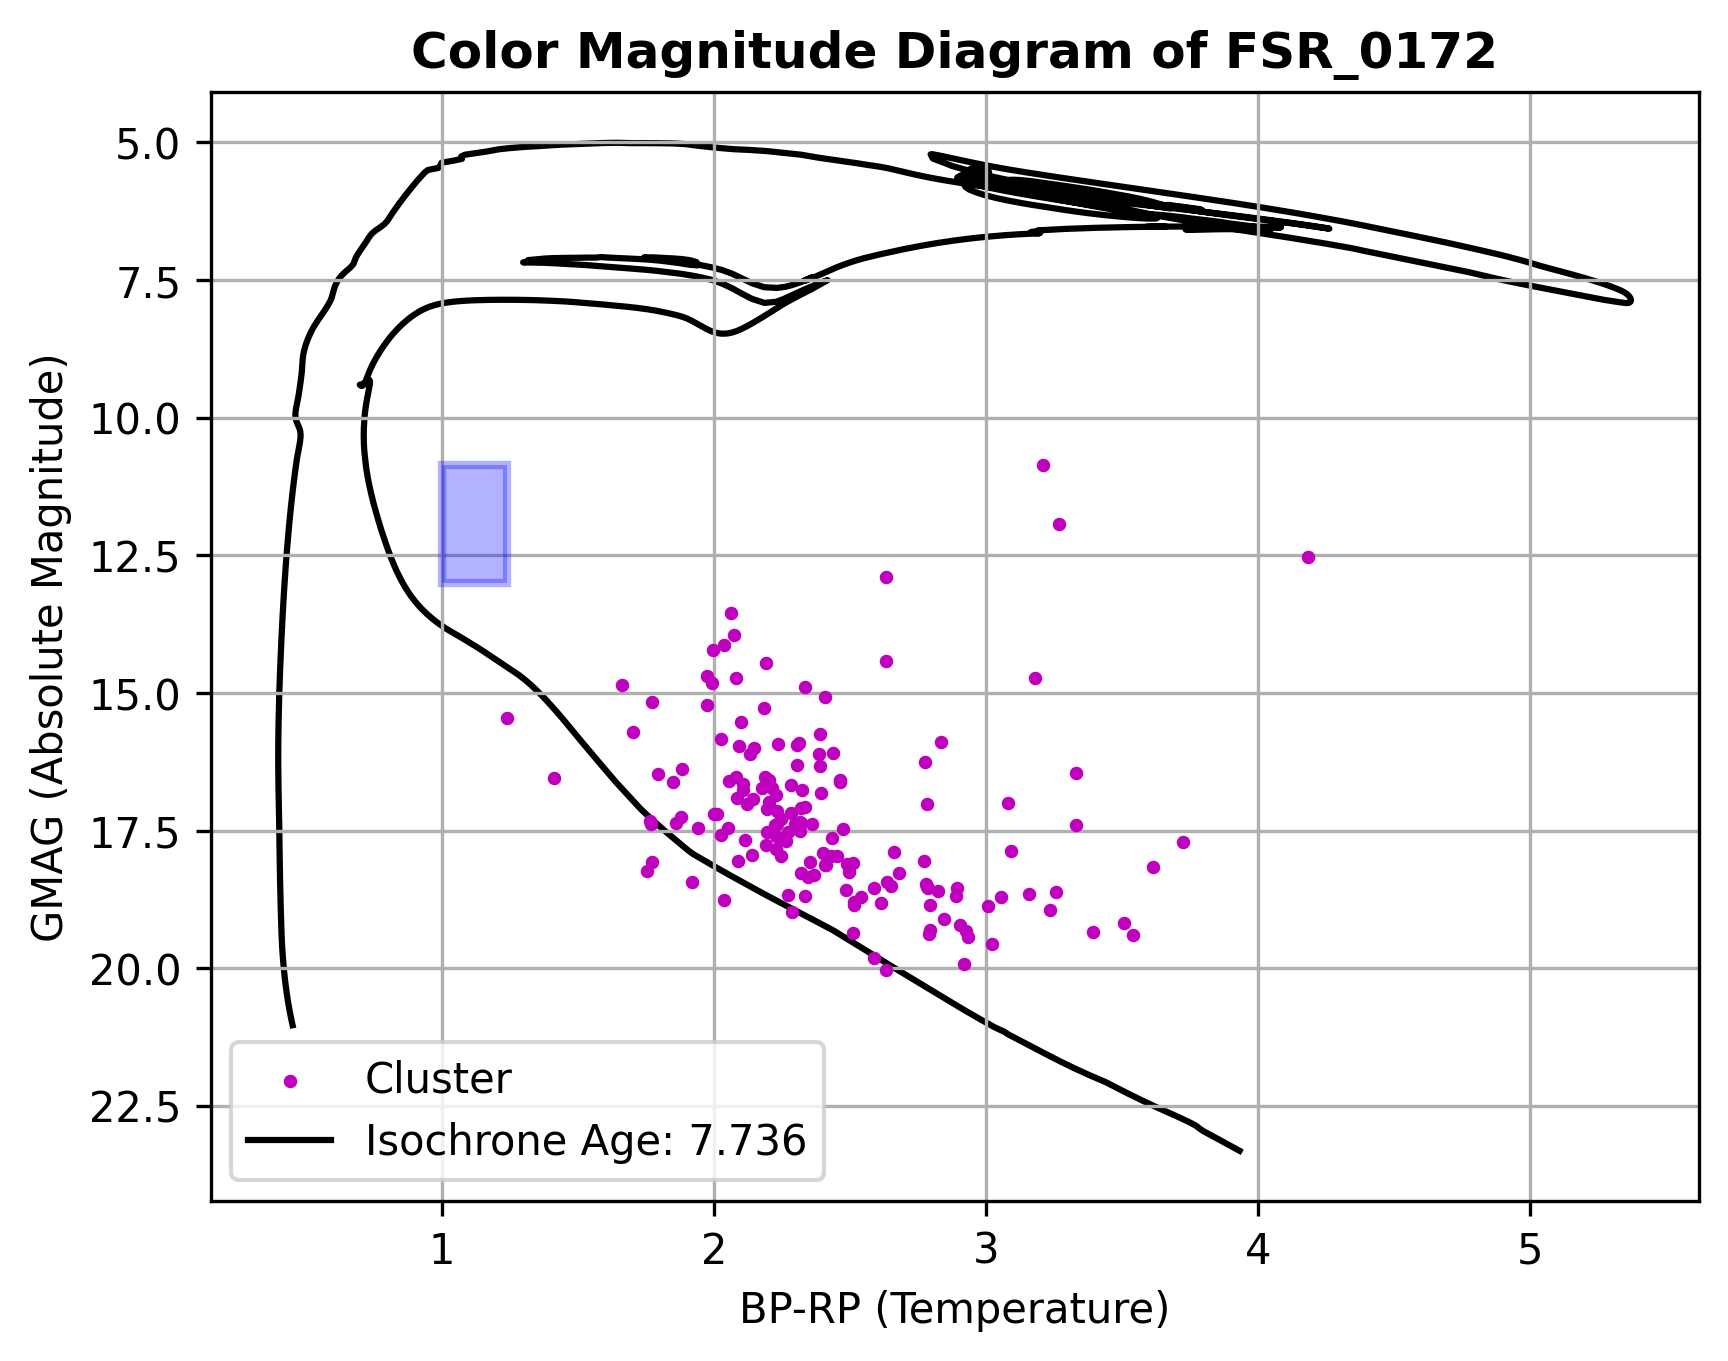 Color Magnitude Diagram of FSR_0172
GMAG (Absolute Magnitude)
5.0
7.5
10.0
12.5
15.0
17.5
20.0
22.5
Cluster
Isochrone Age: 7.736
1 2 3 4 5
BP-RP (Temperature)